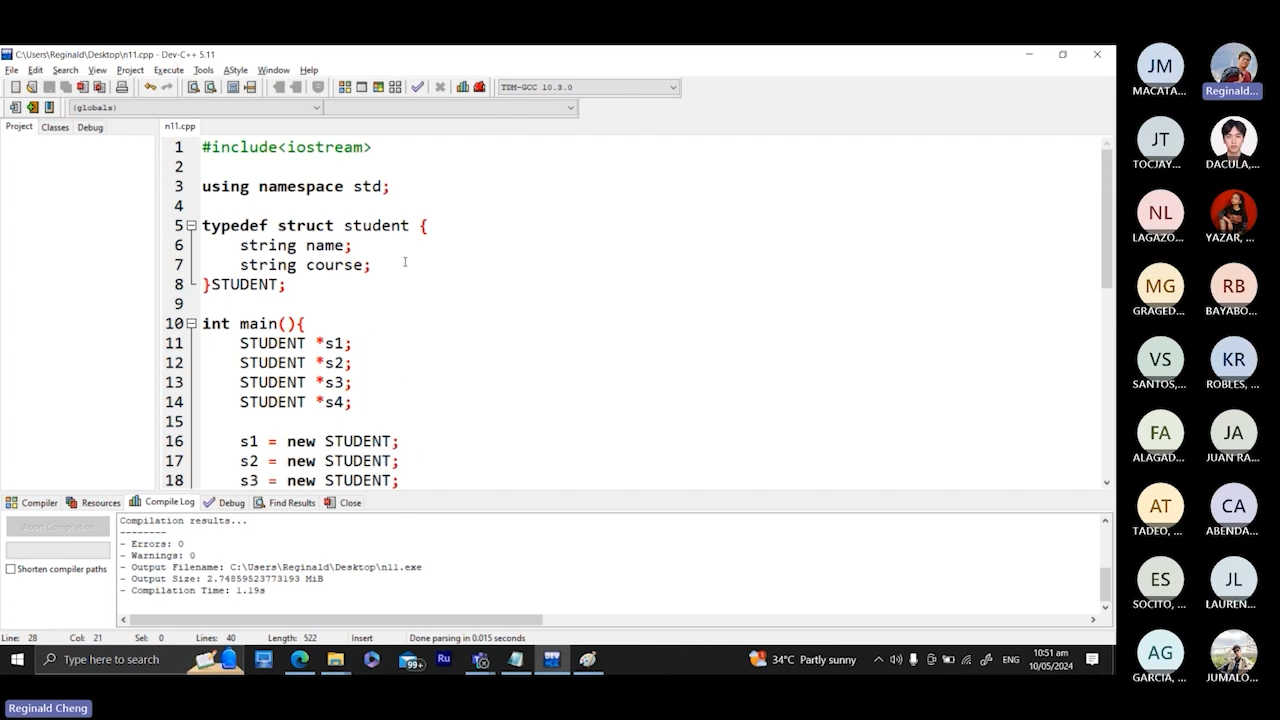 C:\Users\Reginald\Desktop\n11.cpp - Dev-C++ 5.11
File Edit Search View Project Execute Tools AStyle Window Help
TDM-GCC 10.3.0
(globals)
Project Classes Debug
n11.cpp
1 #include<iostream>
2
3 using namespace std;
4
5 typedef struct student {
6 string name;
7 string course;
8 }STUDENT;
9
10 int main(){
11 STUDENT *s1;
12 STUDENT *s2;
13 STUDENT *s3;
14 STUDENT *s4;
15
16 s1 = new STUDENT;
17 s2 = new STUDENT;
18 s3 = new STUDENT;
Compiler Resources Compile Log Debug Find Results Close
Abort Compilation
Shorten compiler paths
Compilation results...
--------
- Errors: 0
- Warnings: 0
- Output Filename: C:\Users\Reginald\Desktop\n11.exe
- Output Size: 2.74859523773193 MiB
- Compilation Time: 1.19s
Line: 28 Col: 21 Sel: 0 Lines: 40 Length: 522 Insert Done parsing in 0.015 seconds
Type here to search
99+
Ru
DEV
34°C Partly sunny
ENG
10:51 am
10/05/2024
Reginald Cheng
JM
MACATA...
Reginald...
JT
TOCJAY...
DACULA,...
NL
LAGAZO...
YAZAR, ...
MG
GRAGED...
RB
BAYABO...
VS
SANTOS,...
KR
ROBLES, ...
FA
ALAGAD...
JA
JUAN RA...
AT
TADEO, ...
CA
ABENDA...
ES
SOCITO, ...
JL
LAUREN...
AG
GARCIA, ...
JUMALO...